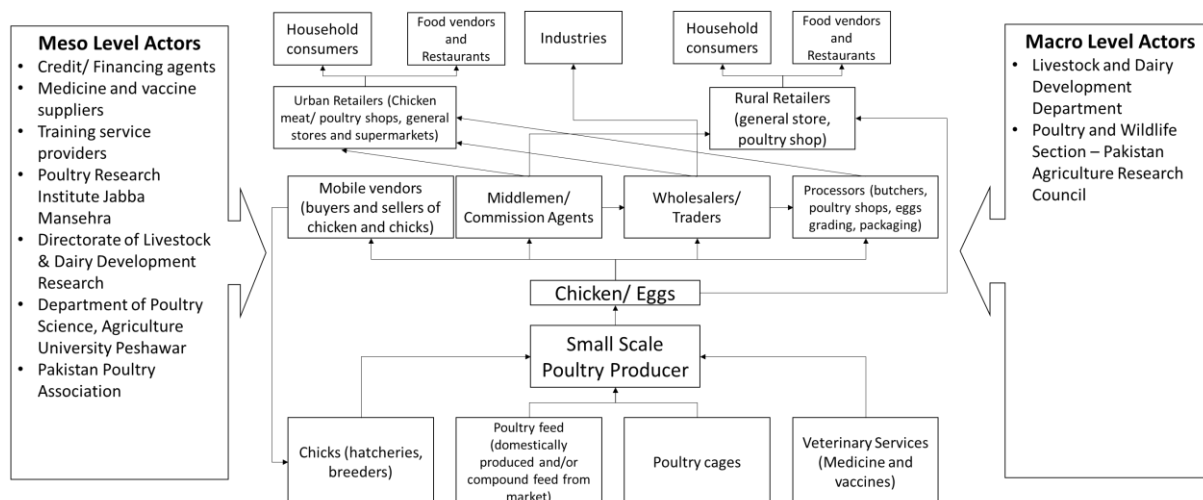 Meso Level Actors
• Credit/ Financing agents
• Medicine and vaccine
suppliers
• Training service
providers
• Poultry Research
Institute Jabba
Mansehra
• Directorate of Livestock
& Dairy Development
Research
• Department of Poultry
Science, Agriculture
University Peshawar
• Pakistan Poultry
Association
Household
consumers
Food vendors
and
Restaurants
Industries
Household
consumers
Food vendors
and
Restaurants
Urban Retailers (Chicken
meat/ poultry shops, general
stores and supermarkets)
Rural Retailers
(general store,
poultry shop)
Mobile vendors
(buyers and sellers of
chicken and chicks)
Middlemen/
Commission Agents
Wholesalers/
Traders
Processors (butchers,
poultry shops, eggs
grading, packaging)
Chicken/ Eggs
Small Scale
Poultry Producer
Chicks (hatcheries,
breeders)
Poultry feed
(domestically
produced and/or
compound feed from
market)
Poultry cages
Veterinary Services
(Medicine and
vaccines)
Macro Level Actors
• Livestock and Dairy
Development
Department
• Poultry and Wildlife
Section – Pakistan
Agriculture Research
Council